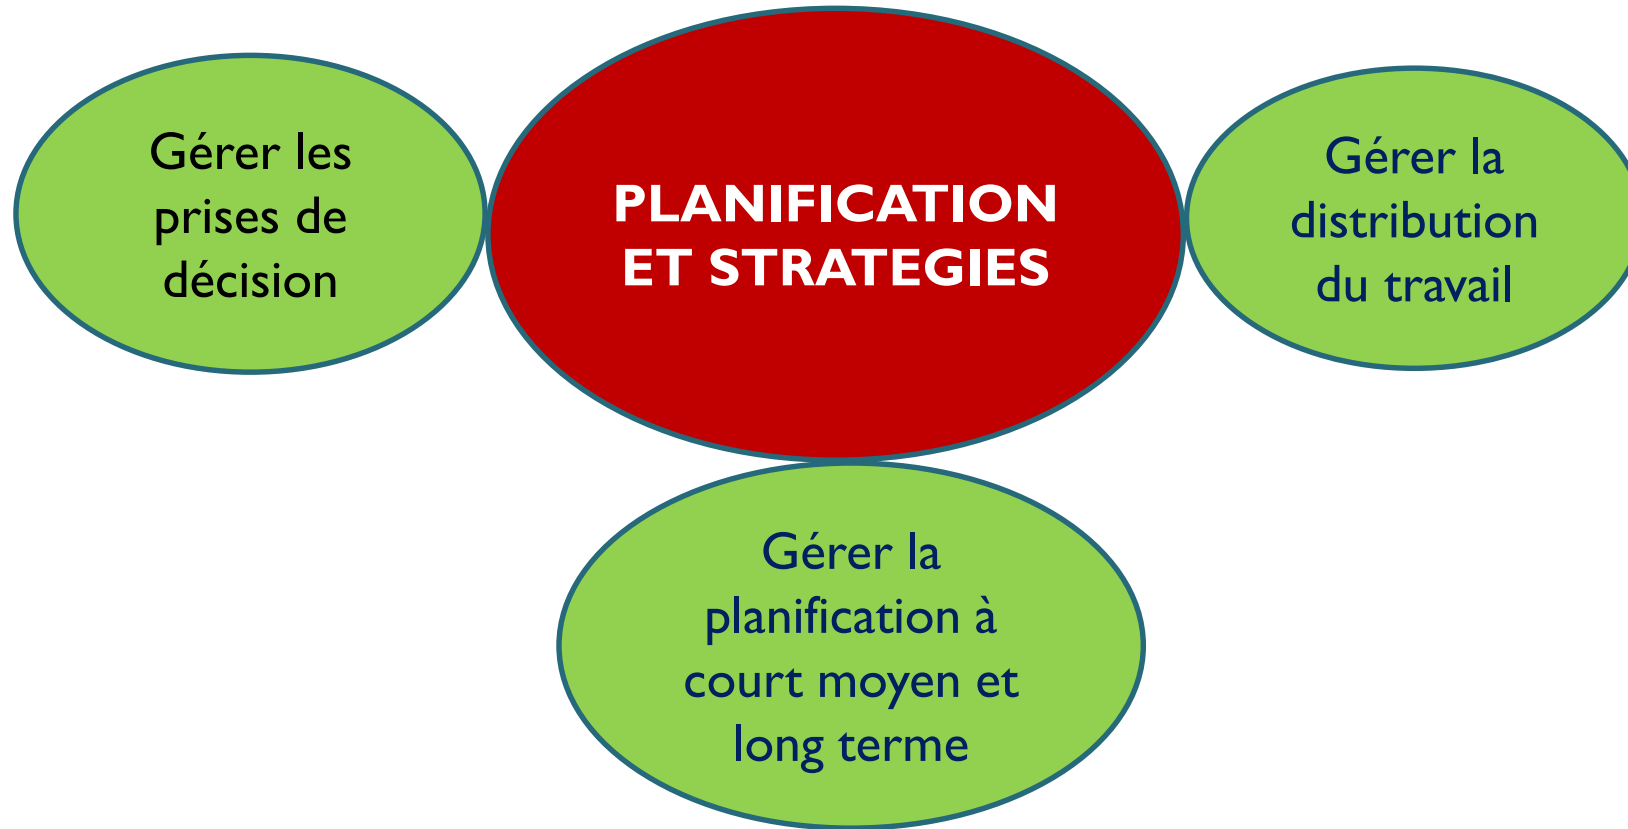 Gérer les
prises de
décision
PLANIFICATION
ET STRATEGIES
Gérer la
distribution
du travail
Gérer la
planification à
court moyen et
long terme